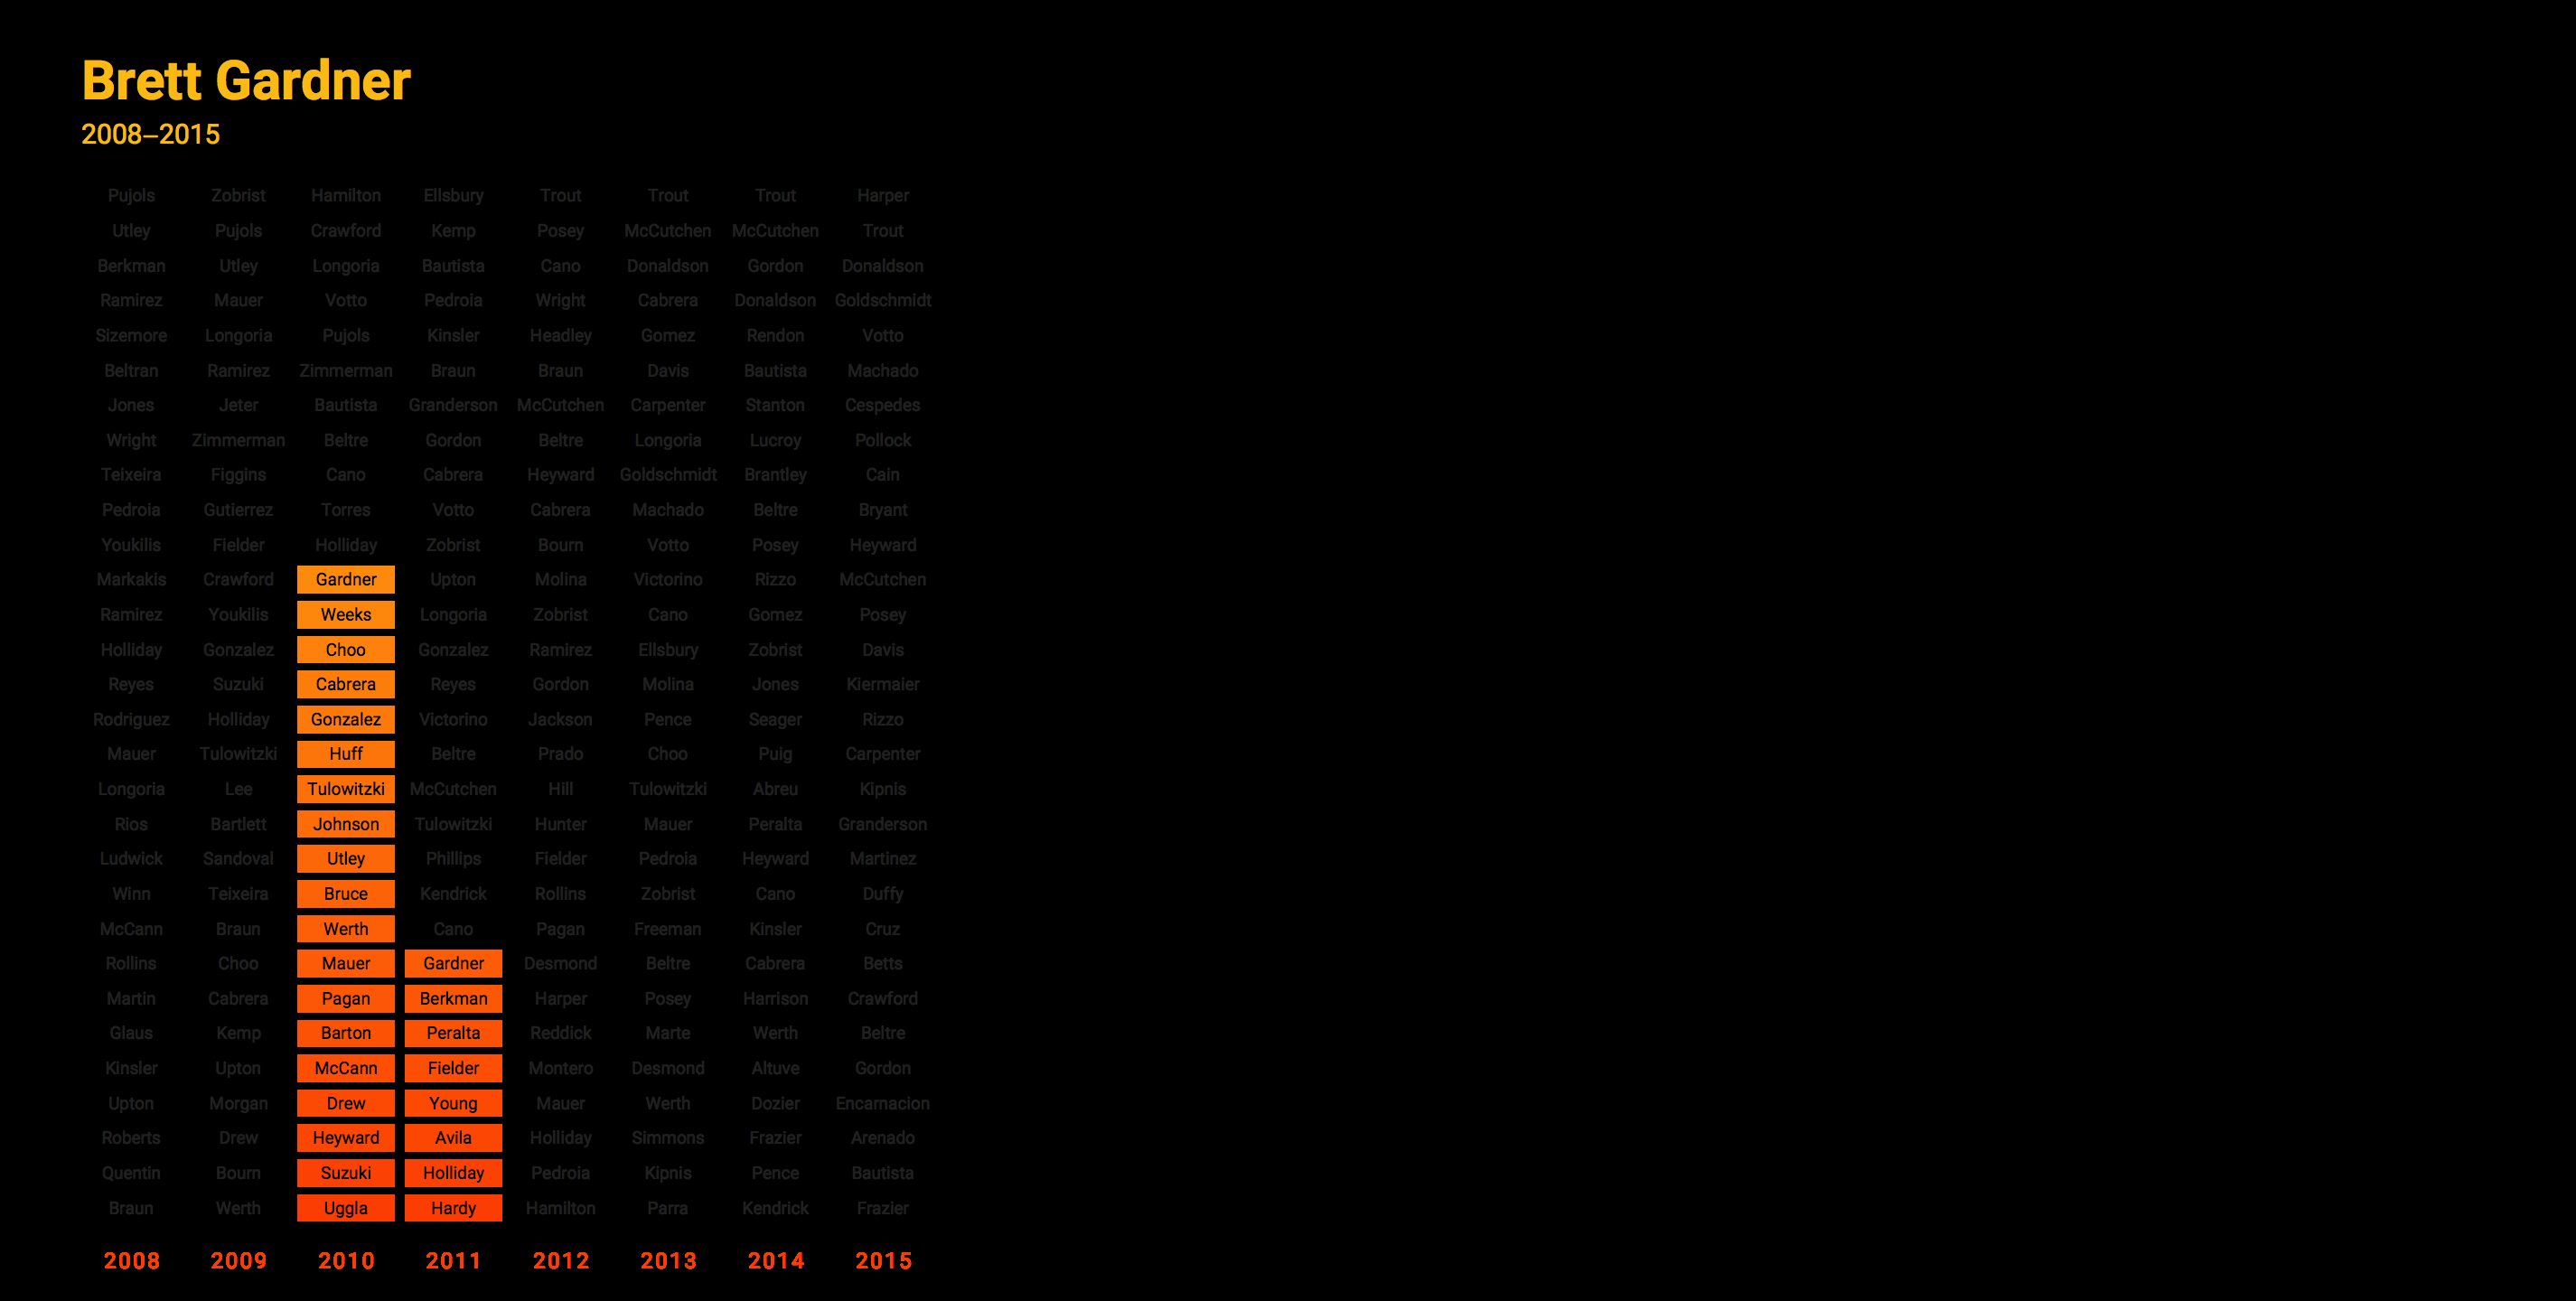 Brett Gardner
2008–2015
Pujols Zobrist Hamilton Ellsbury Trout Trout Trout Harper
Utley Pujols Crawford Kemp Posey McCutchen McCutchen Trout
Berkman Utley Longoria Bautista Cano Donaldson Gordon Donaldson
Ramirez Mauer Votto Pedroia Wright Cabrera Donaldson Goldschmidt
Sizemore Longoria Pujols Kinsler Headley Gomez Rendon Votto
Beltran Ramirez Zimmerman Braun Braun Davis Bautista Machado
Jones Jeter Bautista Granderson McCutchen Carpenter Stanton Cespedes
Wright Zimmerman Beltre Gordon Beltre Longoria Lucroy Pollock
Teixeira Figgins Cano Cabrera Heyward Goldschmidt Brantley Cain
Pedroia Gutierrez Torres Votto Cabrera Machado Beltre Bryant
Youkilis Fielder Holliday Zobrist Bourn Votto Posey Heyward
Markakis Crawford Gardner Upton Molina Victorino Rizzo McCutchen
Ramirez Youkilis Weeks Longoria Zobrist Cano Gomez Posey
Holliday Gonzalez Choo Gonzalez Ramirez Ellsbury Zobrist Davis
Reyes Suzuki Cabrera Reyes Gordon Molina Jones Kiermaier
Rodriguez Holliday Gonzalez Victorino Jackson Pence Seager Rizzo
Mauer Tulowitzki Huff Beltre Prado Choo Puig Carpenter
Longoria Lee Tulowitzki McCutchen Hill Tulowitzki Abreu Kipnis
Rios Bartlett Johnson Tulowitzki Hunter Mauer Peralta Granderson
Ludwick Sandoval Utley Phillips Fielder Pedroia Heyward Martinez
Winn Teixeira Bruce Kendrick Rollins Zobrist Cano Duffy
McCann Braun Werth Cano Pagan Freeman Kinsler Cruz
Rollins Choo Mauer Gardner Desmond Beltre Cabrera Betts
Martin Cabrera Pagan Berkman Harper Posey Harrison Crawford
Glaus Kemp Barton Peralta Reddick Marte Werth Beltre
Kinsler Upton McCann Fielder Montero Desmond Altuve Gordon
Upton Morgan Drew Young Mauer Werth Dozier Encarnacion
Roberts Drew Heyward Avila Holliday Simmons Frazier Arenado
Quentin Bourn Suzuki Holliday Pedroia Kipnis Pence Bautista
Braun Werth Uggla Hardy Hamilton Parra Kendrick Frazier
2008 2009 2010 2011 2012 2013 2014 2015